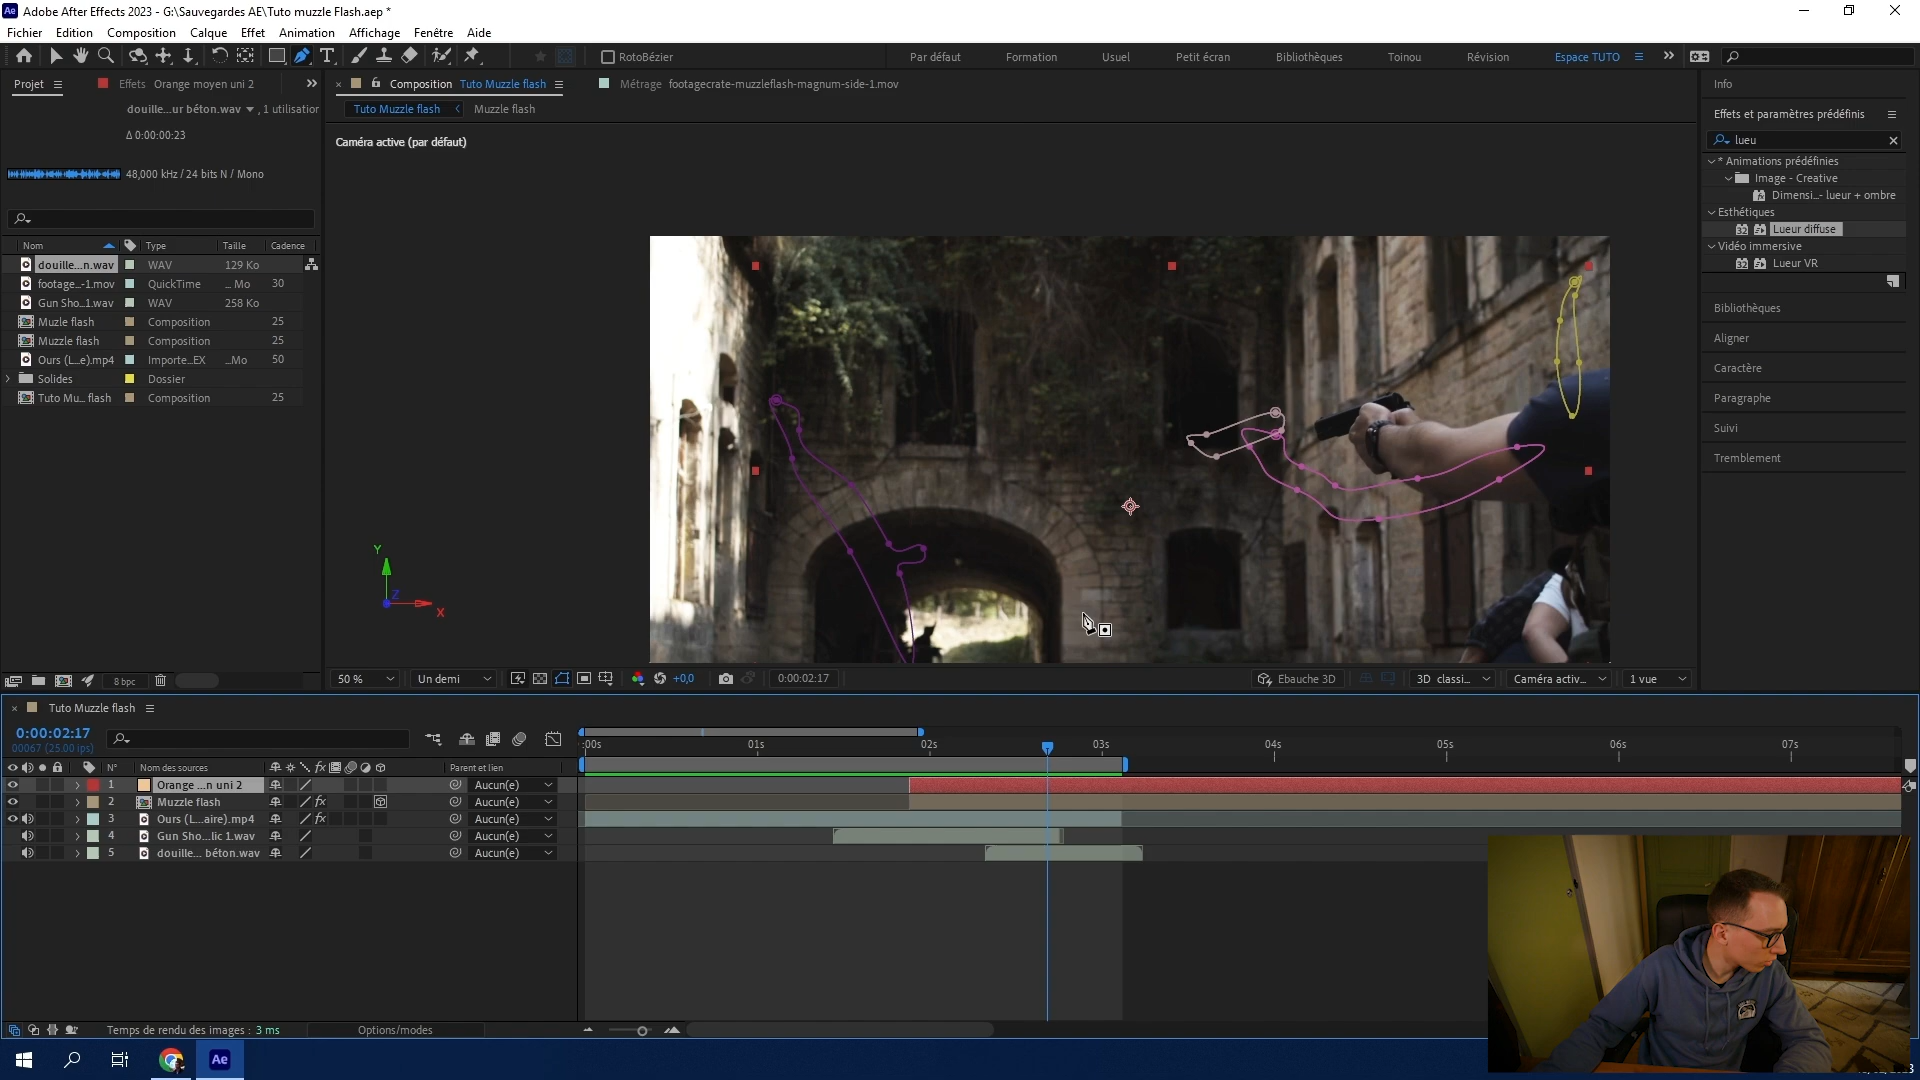 Ae Adobe After Effects 2023 - G:\Sauvegardes AE\Tuto muzzle Flash.aep *
Fichier Edition Composition Calque Effet Animation Affichage Fenêtre Aide
RotoBézier Par défaut Formation Usuel Petit écran Bibliothèques Toinou Révision Espace TUTO
Projet Effets Orange moyen uni 2
Composition Tuto Muzzle flash Métrage footagecrate-muzzleflash-magnum-side-1.mov
Info
douille...ur béton.wav , 1 utilisation
Tuto Muzzle flash Muzzle flash
Effets et paramètres prédéfinis
Δ 0:00:00:23
Caméra active (par défaut)
lueu
* Animations prédéfinies
48,000 kHz / 24 bits N / Mono
Image - Creative
Dimensi...- lueur + ombre
Esthétiques
Lueur diffuse
Nom Type Taille Cadence
Vidéo immersive
douille...n.wav WAV 129 Ko
Lueur VR
footage...-1.mov QuickTime ... Mo 30
Gun Sho...1.wav WAV 258 Ko
Bibliothèques
Muzle flash Composition 25
Muzzle flash Composition 25
Aligner
Ours (L...e).mp4 Importe...EX ...Mo 50
Caractère
Solides Dossier
Tuto Mu... flash Composition 25
Paragraphe
Suivi
Tremblement
Y
Z
X
8 bpc
50 % Un demi +0,0 0:00:02:17 Ebauche 3D 3D classi... Caméra activ... 1 vue
Tuto Muzzle flash
0:00:02:17
00067 (25.00 ips)
:00s 01s 02s 03s 04s 05s 06s 07s
N° Nom des sources fx Parent et lien
1 Orange ...n uni 2 Aucun(e)
2 Muzzle flash fx Aucun(e)
3 Ours (L...aire).mp4 fx Aucun(e)
4 Gun Sho...lic 1.wav Aucun(e)
5 douille... béton.wav Aucun(e)
Temps de rendu des images : 3 ms Options/modes
Ae